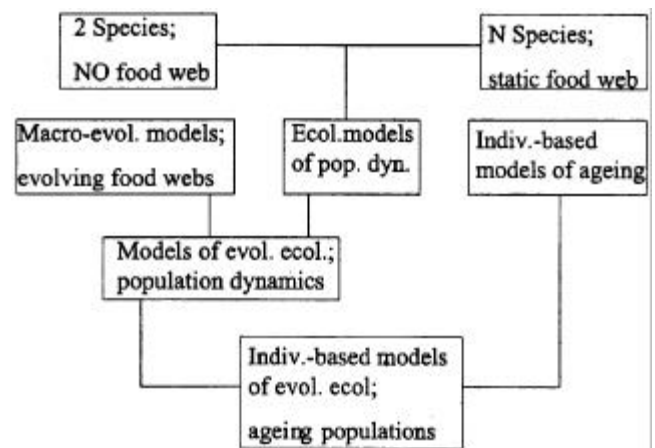 2 Species;
NO food web
N Species;
static food web
Macro-evol. models;
evolving food webs
Ecol.models
of pop. dyn.
Indiv.-based
models of ageing
Models of evol. ecol.;
population dynamics
Indiv.-based models
of evol. ecol;
ageing populations